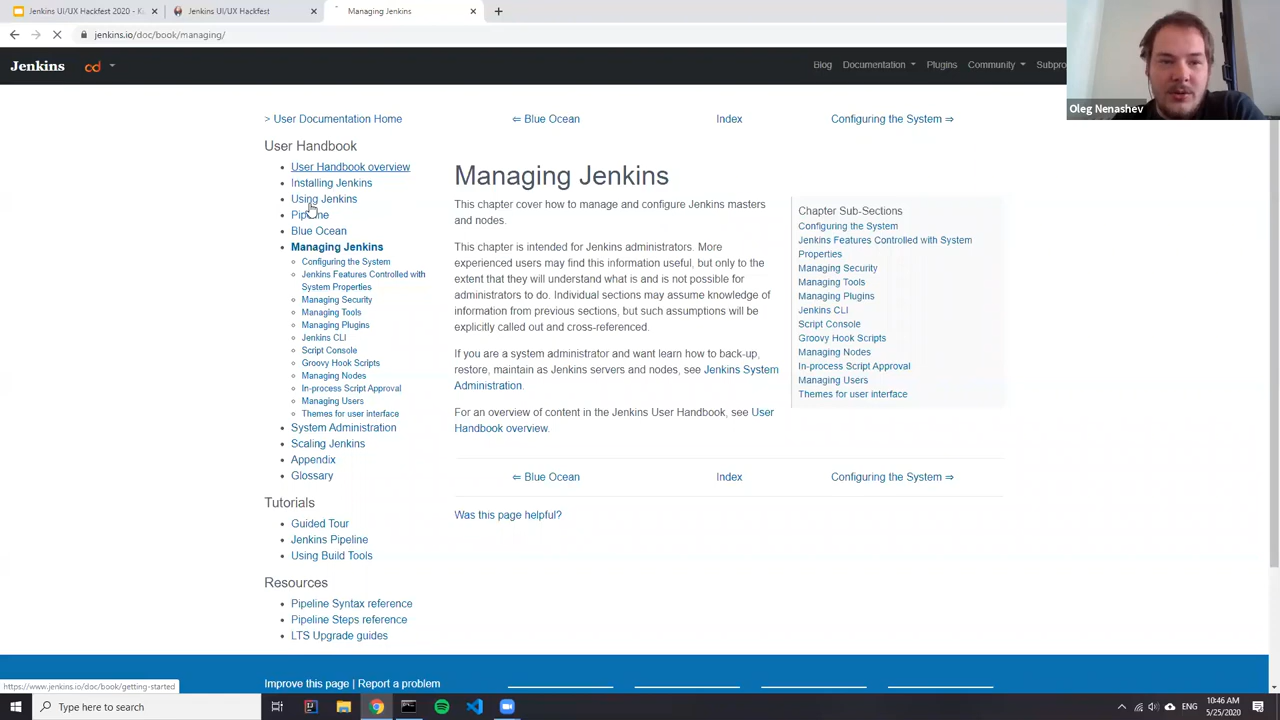 Jenkins UI/UX Hackfest 2020 - K
Jenkins UI/UX Hackfest
Managing Jenkins
jenkins.io/doc/book/managing/
Jenkins
cd
Blog
Documentation
Plugins
Community
Subpro
Oleg Nenashev
> User Documentation Home
⇐ Blue Ocean
Index
Configuring the System ⇒
User Handbook
User Handbook overview
Installing Jenkins
Using Jenkins
Pipeline
Blue Ocean
Managing Jenkins
Configuring the System
Jenkins Features Controlled with
System Properties
Managing Security
Managing Tools
Managing Plugins
Jenkins CLI
Script Console
Groovy Hook Scripts
Managing Nodes
In-process Script Approval
Managing Users
Themes for user interface
System Administration
Scaling Jenkins
Appendix
Glossary
Tutorials
Guided Tour
Jenkins Pipeline
Using Build Tools
Resources
Pipeline Syntax reference
Pipeline Steps reference
LTS Upgrade guides
Managing Jenkins
This chapter cover how to manage and configure Jenkins masters
and nodes.
This chapter is intended for Jenkins administrators. More
experienced users may find this information useful, but only to the
extent that they will understand what is and is not possible for
administrators to do. Individual sections may assume knowledge of
information from previous sections, but such assumptions will be
explicitly called out and cross-referenced.
If you are a system administrator and want learn how to back-up,
restore, maintain as Jenkins servers and nodes, see Jenkins System
Administration.
For an overview of content in the Jenkins User Handbook, see User
Handbook overview.
Chapter Sub-Sections
Configuring the System
Jenkins Features Controlled with System
Properties
Managing Security
Managing Tools
Managing Plugins
Jenkins CLI
Script Console
Groovy Hook Scripts
Managing Nodes
In-process Script Approval
Managing Users
Themes for user interface
⇐ Blue Ocean
Index
Configuring the System ⇒
Was this page helpful?
Improve this page | Report a problem
https://www.jenkins.io/doc/book/getting-started
Type here to search
ENG
10:46 AM
5/25/2020